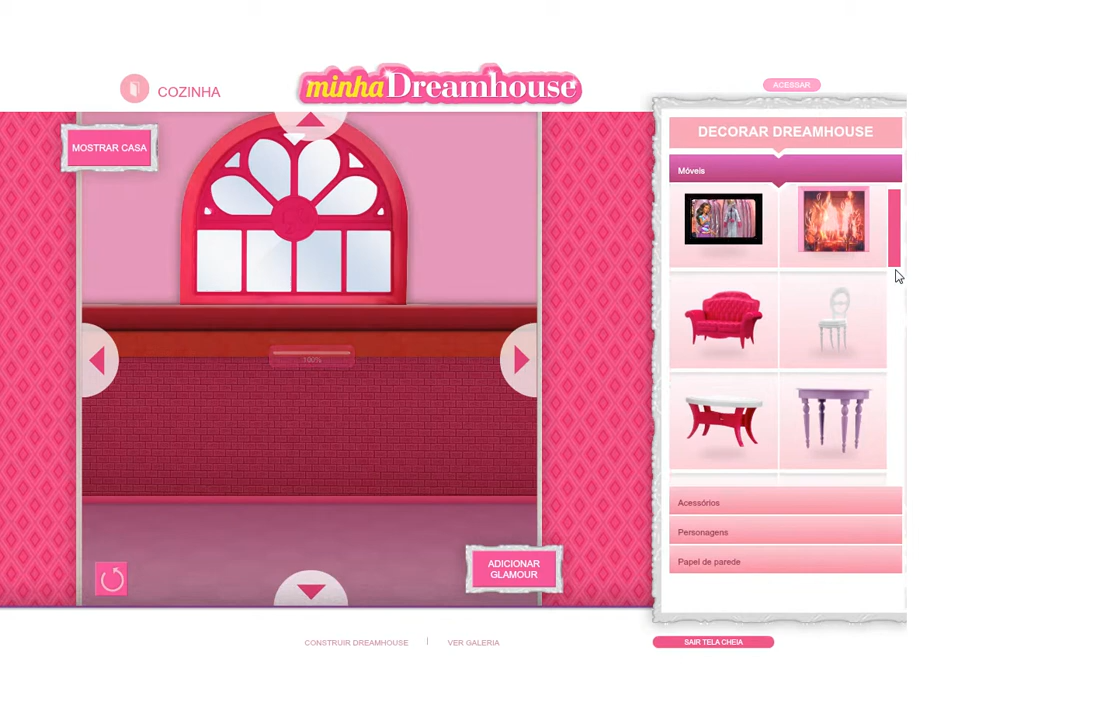 COZINHA
minha Dreamhouse
ACESSAR
MOSTRAR CASA
DECORAR DREAMHOUSE
Móveis
100%
Acessórios
Personagens
Papel de parede
ADICIONAR
GLAMOUR
CONSTRUIR DREAMHOUSE
VER GALERIA
SAIR TELA CHEIA